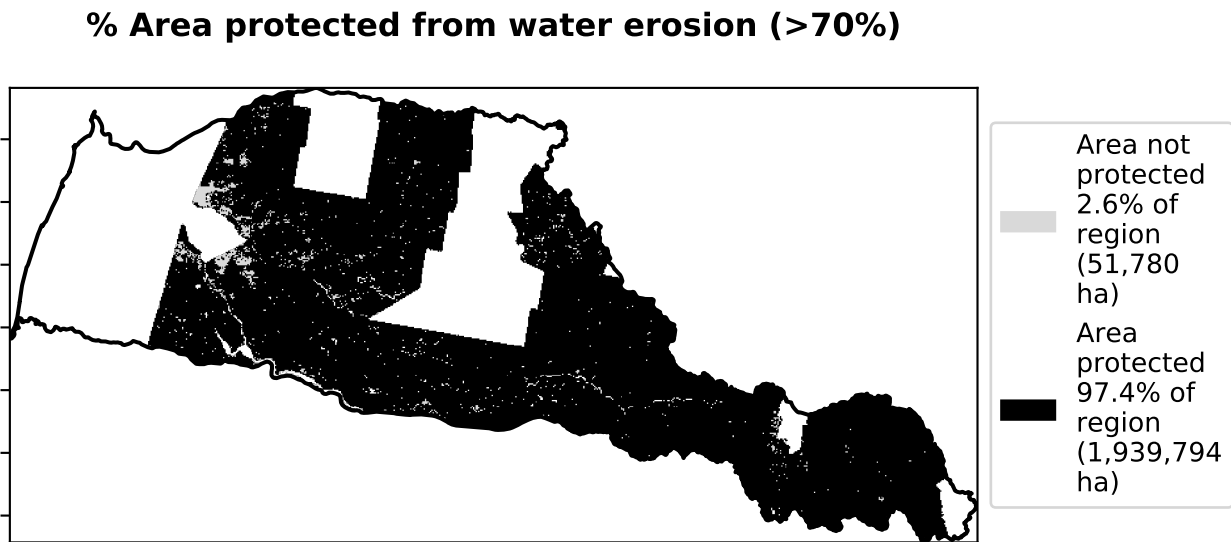 % Area protected from water erosion (>70%)
Area not
protected
2.6% of
region
(51,780
ha)
Area
protected
97.4% of
region
(1,939,794
ha)